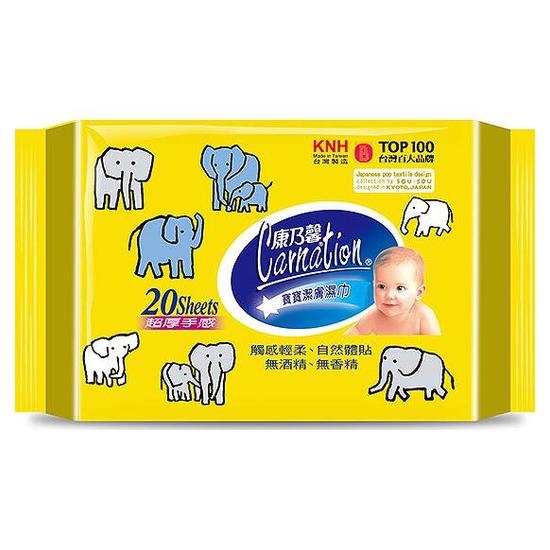 KNH
Made in Taiwan
台灣製造
TOP 100
台灣百大品牌
Japanese pop textile design
collection by SOU·SOU
designed in KYOTO, JAPAN
康乃馨
Carnation®
寶寶潔膚濕巾
20Sheets
超厚手感
觸感輕柔、自然體貼
無酒精、無香精